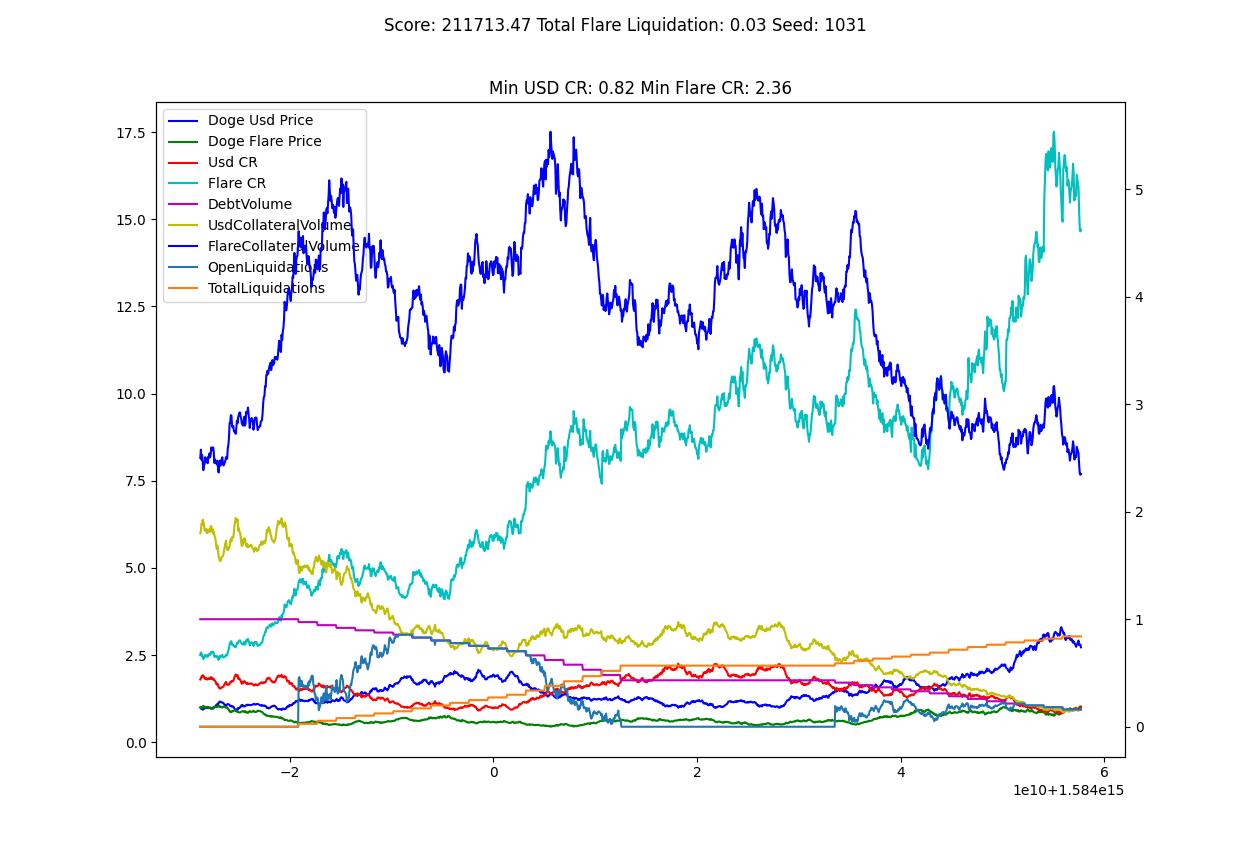 Score: 211713.47 Total Flare Liquidation: 0.03 Seed: 1031
Min USD CR: 0.82 Min Flare CR: 2.36
Doge Usd Price
Doge Flare Price
Usd CR
Flare CR
DebtVolume
UsdCollateralVolume
FlareCollateralVolume
OpenLiquidations
TotalLiquidations
17.5
15.0
12.5
10.0
7.5
5.0
2.5
0.0
5
4
3
2
1
0
−2
0
2
4
6
1e10+1.584e15